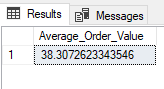 Results Messages
Average_Order_Value
1 38.3072623343546